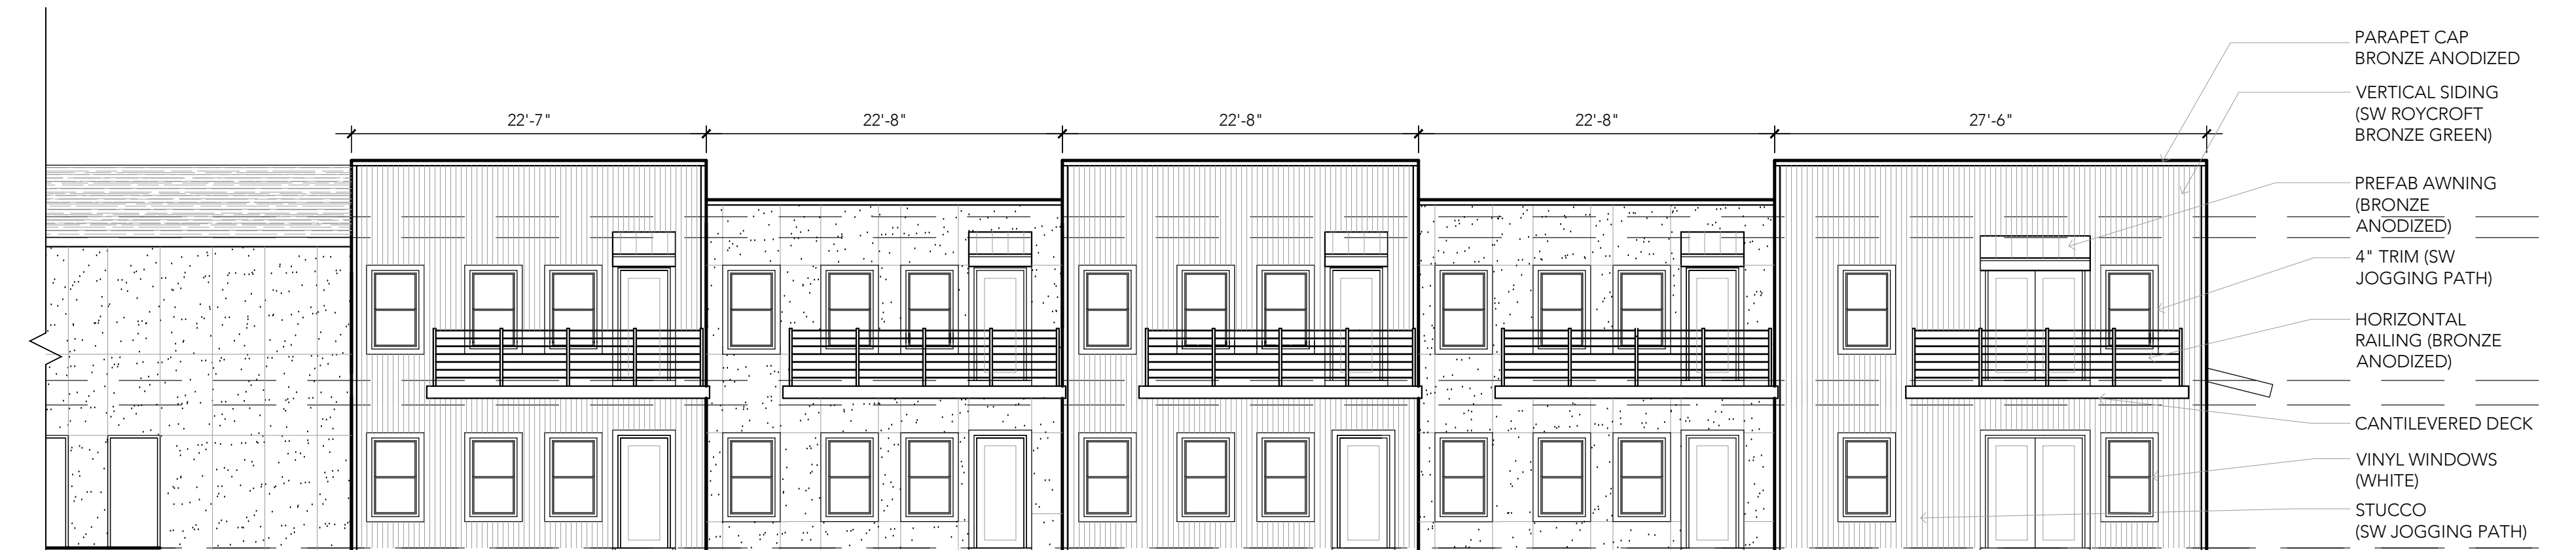 22'-7"
22'-8"
22'-8"
22'-8"
27'-6"
PARAPET CAP
BRONZE ANODIZED
VERTICAL SIDING
(SW ROYCROFT
BRONZE GREEN)
PREFAB AWNING
(BRONZE
ANODIZED)
4" TRIM (SW
JOGGING PATH)
HORIZONTAL
RAILING (BRONZE
ANODIZED)
CANTILEVERED DECK
VINYL WINDOWS
(WHITE)
STUCCO
(SW JOGGING PATH)